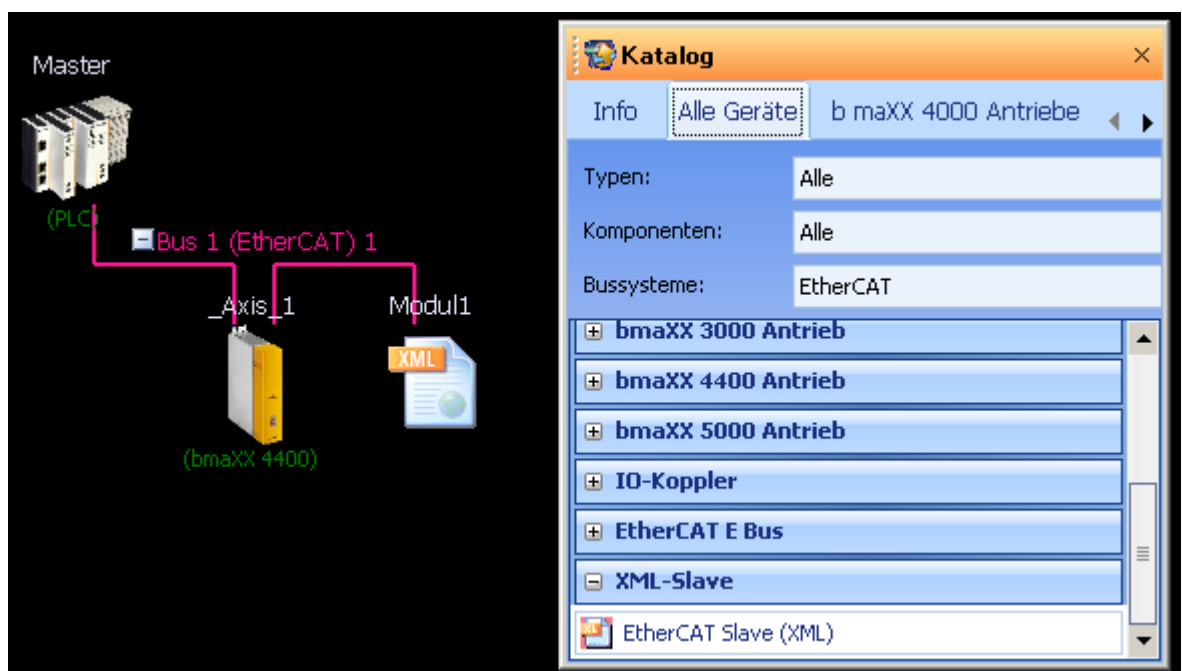 Master
(PLC)
Bus 1 (EtherCAT) 1
_Axis_1
Modul1
XML
(bmaXX 4400)
Katalog
Info
Alle Geräte
b maXX 4000 Antriebe
Typen:
Alle
Komponenten:
Alle
Bussysteme:
EtherCAT
bmaXX 3000 Antrieb
bmaXX 4400 Antrieb
bmaXX 5000 Antrieb
IO-Koppler
EtherCAT E Bus
XML-Slave
EtherCAT Slave (XML)